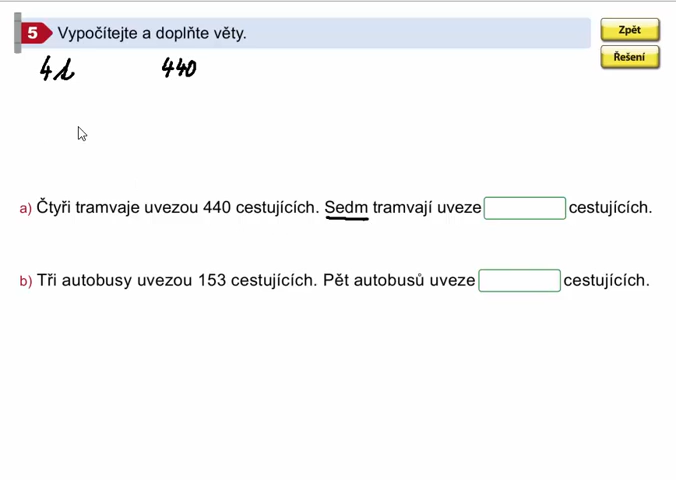 5 Vypočítejte a doplňte věty.
Zpět
Řešení
440
a) Čtyři tramvaje uvezou 440 cestujících. Sedm tramvají uveze cestujících.
b) Tři autobusy uvezou 153 cestujících. Pět autobusů uveze cestujících.